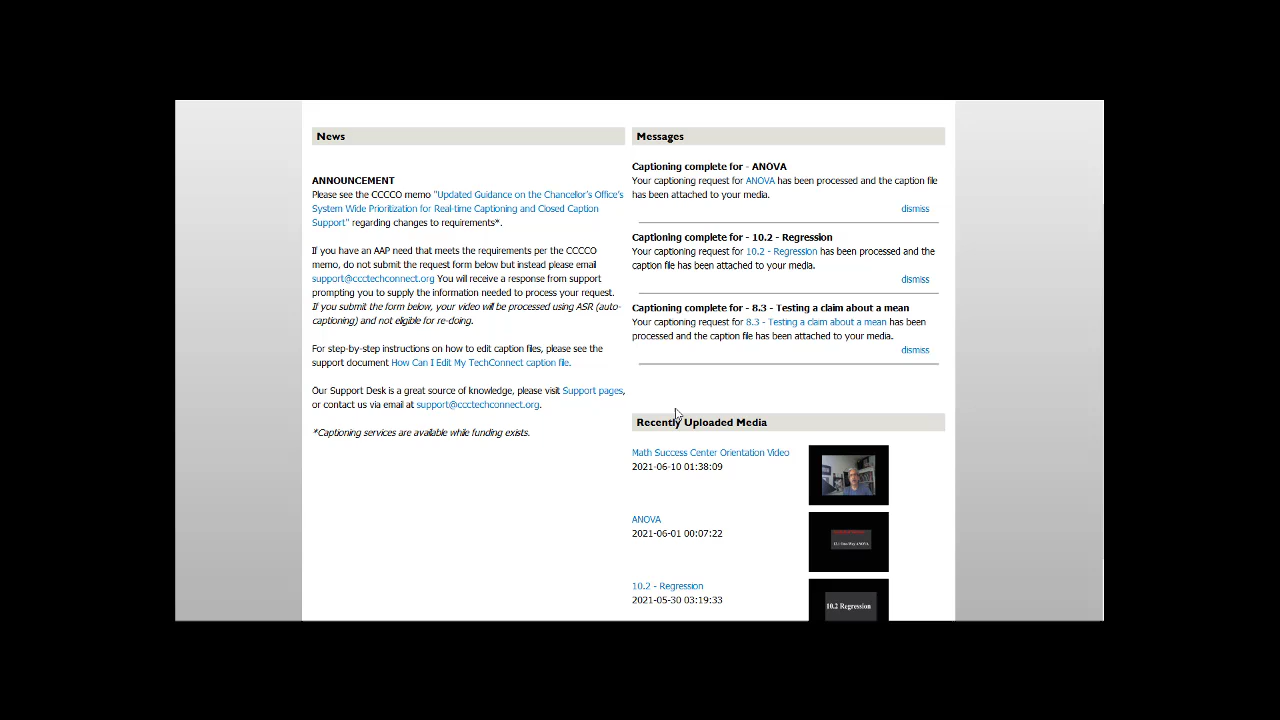 News
ANNOUNCEMENT
Please see the CCCCO memo "Updated Guidance on the Chancellor's Office's
System Wide Prioritization for Real-time Captioning and Closed Caption
Support" regarding changes to requirements*.
If you have an AAP need that meets the requirements per the CCCCO
memo, do not submit the request form below but instead please email
support@ccctechconnect.org You will receive a response from support
prompting you to supply the information needed to process your request.
If you submit the form below, your video will be processed using ASR (auto-
captioning) and not eligible for re-doing.
For step-by-step instructions on how to edit caption files, please see the
support document How Can I Edit My TechConnect caption file.
Our Support Desk is a great source of knowledge, please visit Support pages,
or contact us via email at support@ccctechconnect.org.
*Captioning services are available while funding exists.
Messages
Captioning complete for - ANOVA
Your captioning request for ANOVA has been processed and the caption file
has been attached to your media.
dismiss
Captioning complete for - 10.2 - Regression
Your captioning request for 10.2 - Regression has been processed and the
caption file has been attached to your media.
dismiss
Captioning complete for - 8.3 - Testing a claim about a mean
Your captioning request for 8.3 - Testing a claim about a mean has been
processed and the caption file has been attached to your media.
dismiss
Recently Uploaded Media
Math Success Center Orientation Video
2021-06-10 01:38:09
ANOVA
2021-06-01 00:07:22
10.2 - Regression
2021-05-30 03:19:33
10.2 Regression